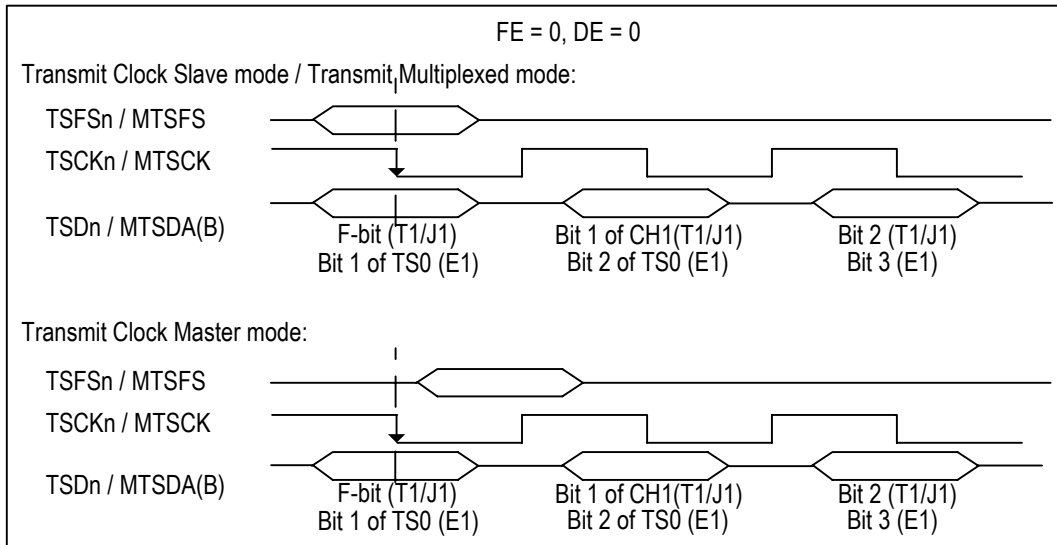 FE = 0, DE = 0
Transmit Clock Slave mode / Transmit Multiplexed mode:
TSFSn / MTSFS
TSCKn / MTSCK
TSDn / MTSDA(B)
F-bit (T1/J1)
Bit 1 of TS0 (E1)
Bit 1 of CH1(T1/J1)
Bit 2 of TS0 (E1)
Bit 2 (T1/J1)
Bit 3 (E1)
Transmit Clock Master mode:
TSFSn / MTSFS
TSCKn / MTSCK
TSDn / MTSDA(B)
F-bit (T1/J1)
Bit 1 of TS0 (E1)
Bit 1 of CH1(T1/J1)
Bit 2 of TS0 (E1)
Bit 2 (T1/J1)
Bit 3 (E1)